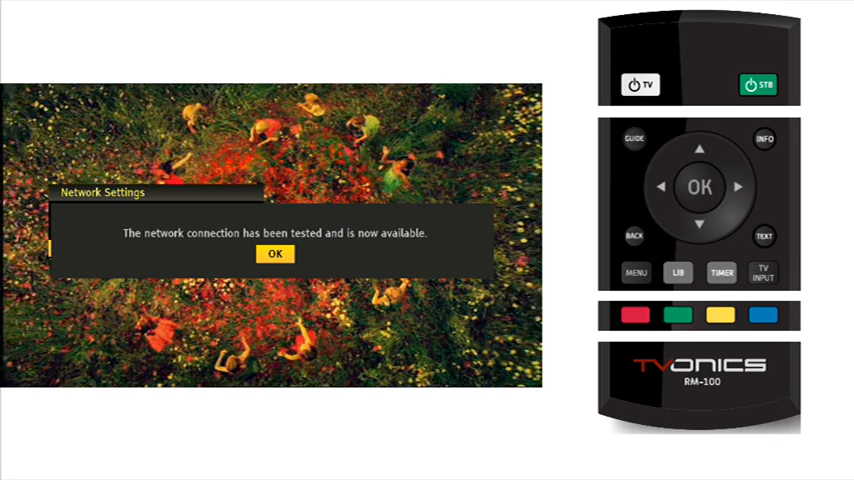 Network Settings
The network connection has been tested and is now available.
OK
TV
STB
GUIDE
INFO
OK
BACK
TEXT
MENU
LIB
TIMER
TV
INPUT
TVONICS
RM-100